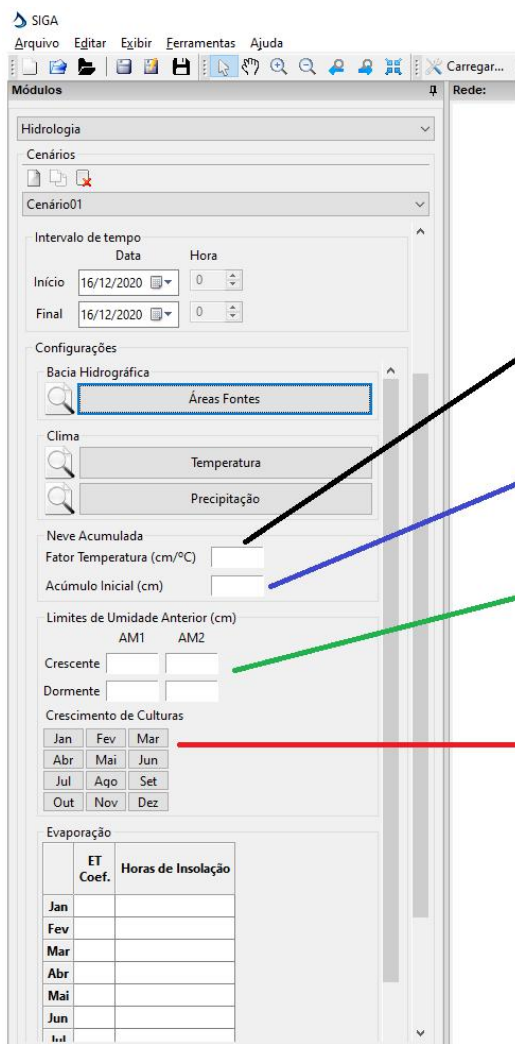 SIGA
Arquivo Editar Exibir Ferramentas Ajuda
Carregar...
Módulos
Rede:
Hidrologia
Cenários
Cenário01
Intervalo de tempo
Data Hora
Início 16/12/2020 0
Final 16/12/2020 0
Configurações
Bacia Hidrográfica
Áreas Fontes
Clima
Temperatura
Precipitação
Neve Acumulada
Fator Temperatura (cm/ºC)
Acúmulo Inicial (cm)
Limites de Umidade Anterior (cm)
AM1 AM2
Crescente
Dormente
Crescimento de Culturas
Jan Fev Mar
Abr Mai Jun
Jul Ago Set
Out Nov Dez
Evaporação
ET
Coef. Horas de Insolação
Jan
Fev
Mar
Abr
Mai
Jun
Jul